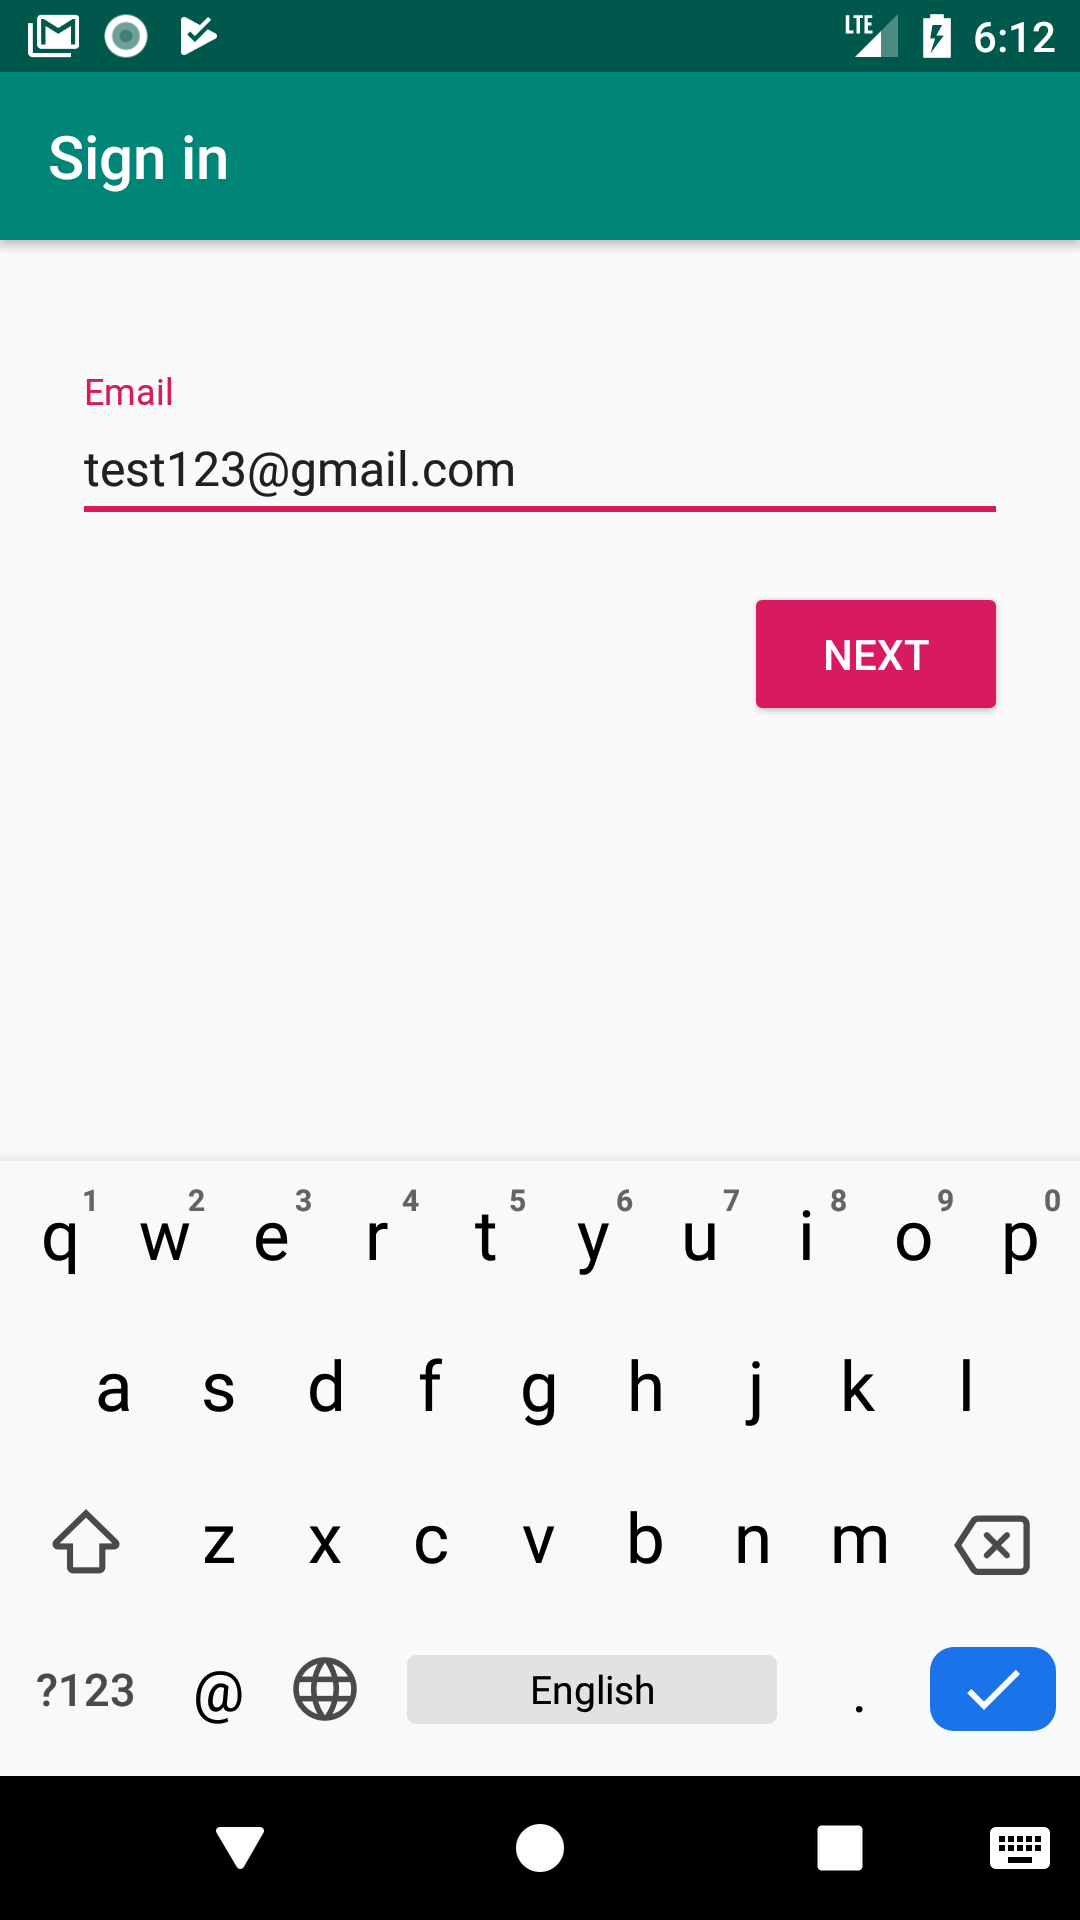 LTE 6:12
Sign in
Email
test123@gmail.com
NEXT
1 2 3 4 5 6 7 8 9 0
q w e r t y u i o p
a s d f g h j k l
z x c v b n m
?123 @ English .